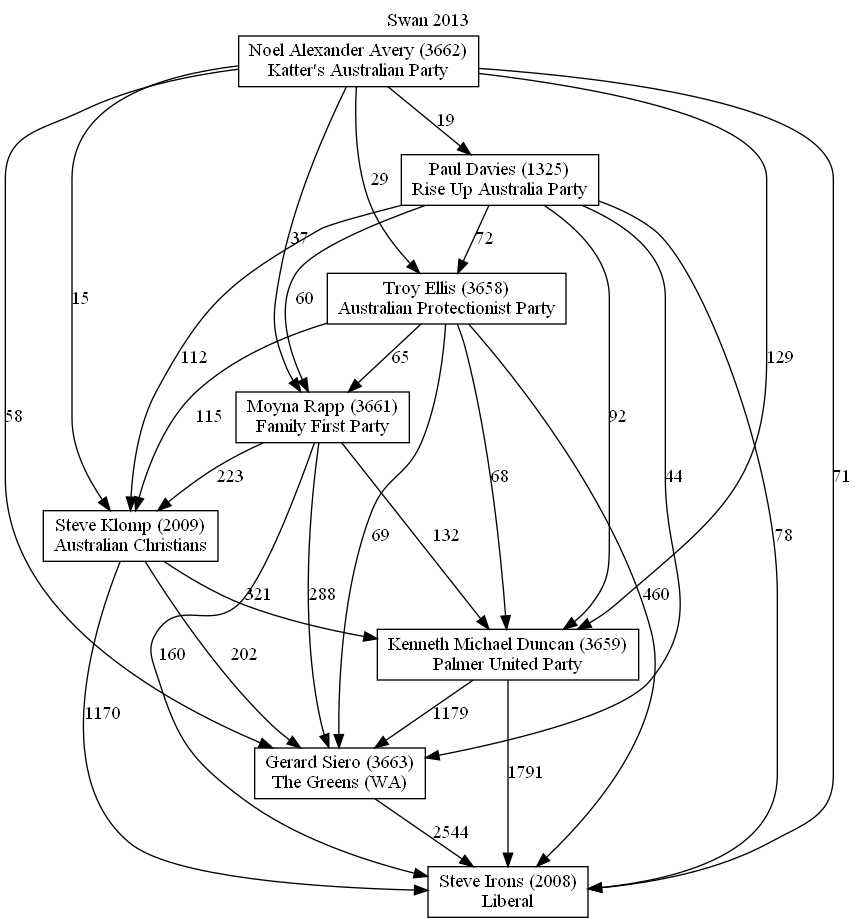 Swan 2013
Noel Alexander Avery (3662)
Katter's Australian Party
19
Paul Davies (1325)
Rise Up Australia Party
29
37
72
Troy Ellis (3658)
Australian Protectionist Party
15
60
112
65
129
Moyna Rapp (3661)
Family First Party
58
115
92
223
68
44
71
Steve Klomp (2009)
Australian Christians
69
132
78
321
288
460
Kenneth Michael Duncan (3659)
Palmer United Party
160
202
1170
1179
Gerard Siero (3663)
The Greens (WA)
1791
2544
Steve Irons (2008)
Liberal